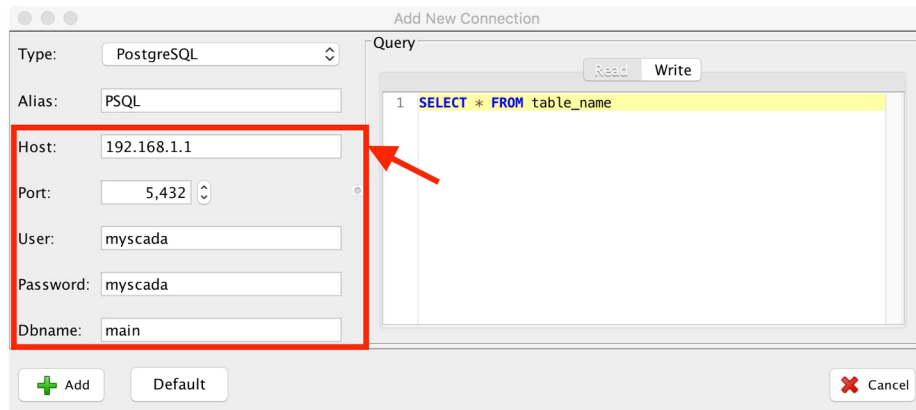 Add New Connection
Type: PostgreSQL
Alias: PSQL
Host: 192.168.1.1
Port: 5,432
User: myscada
Password: myscada
Dbname: main
Query
Read Write
1 SELECT * FROM table_name
Add Default Cancel